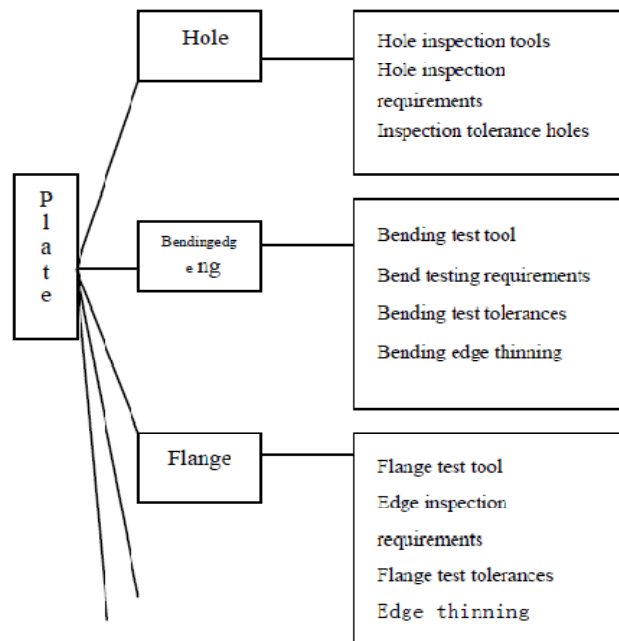 Hole
Hole inspection tools
Hole inspection
requirements
Inspection tolerance holes
Plate
Bendingedg
e ng
Bending test tool
Bend testing requirements
Bending test tolerances
Bending edge thinning
Flange
Flange test tool
Edge inspection
requirements
Flange test tolerances
Edge thinning